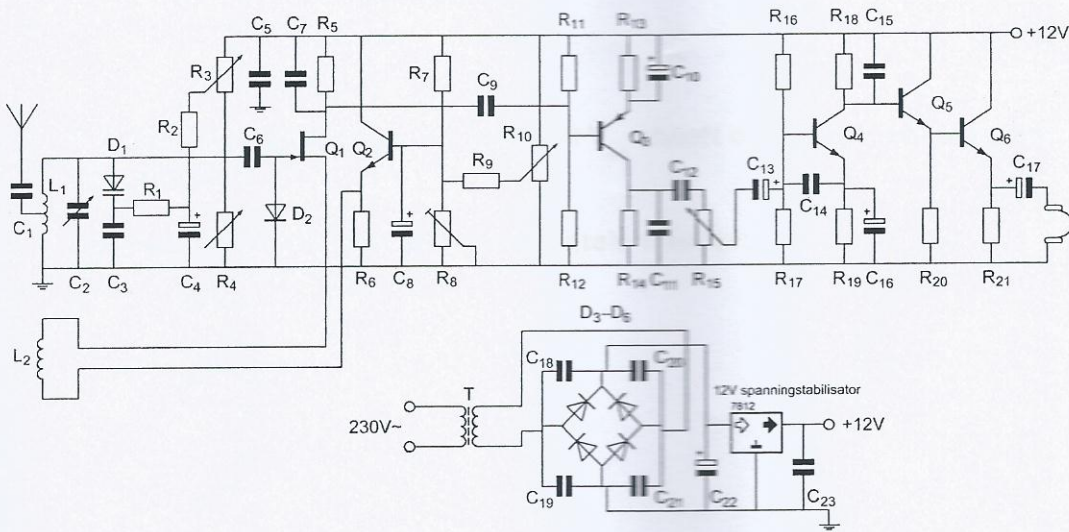 R11 R13 R16 R18 C15
C5 C7 R5 +12V
R3 R7 C9 C10
R2 R10 Q4 Q5 Q6
D1 C6 Q1 Q2 R9 C12 C13 C17
L1 R1 D2 C14
C1
C2 C3 C4 R4 R6 C8 R8 R12 R14 C11 R15 R17 R19 C16 R20 R21
L2
C18 C20
T 12V spanningstabilisator
7812
230V~ +12V
C19 C21 C22 C23